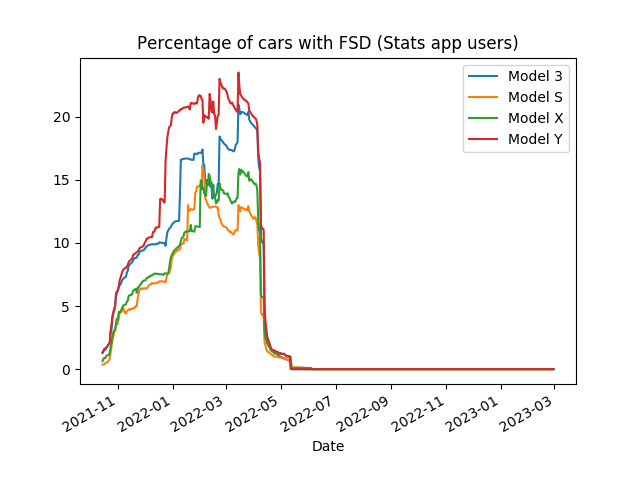 Percentage of cars with FSD (Stats app users)
Model 3
Model S
Model X
Model Y
20
15
10
5
0
2021-11
2022-01
2022-03
2022-05
2022-07
2022-09
2022-11
2023-01
2023-03
Date